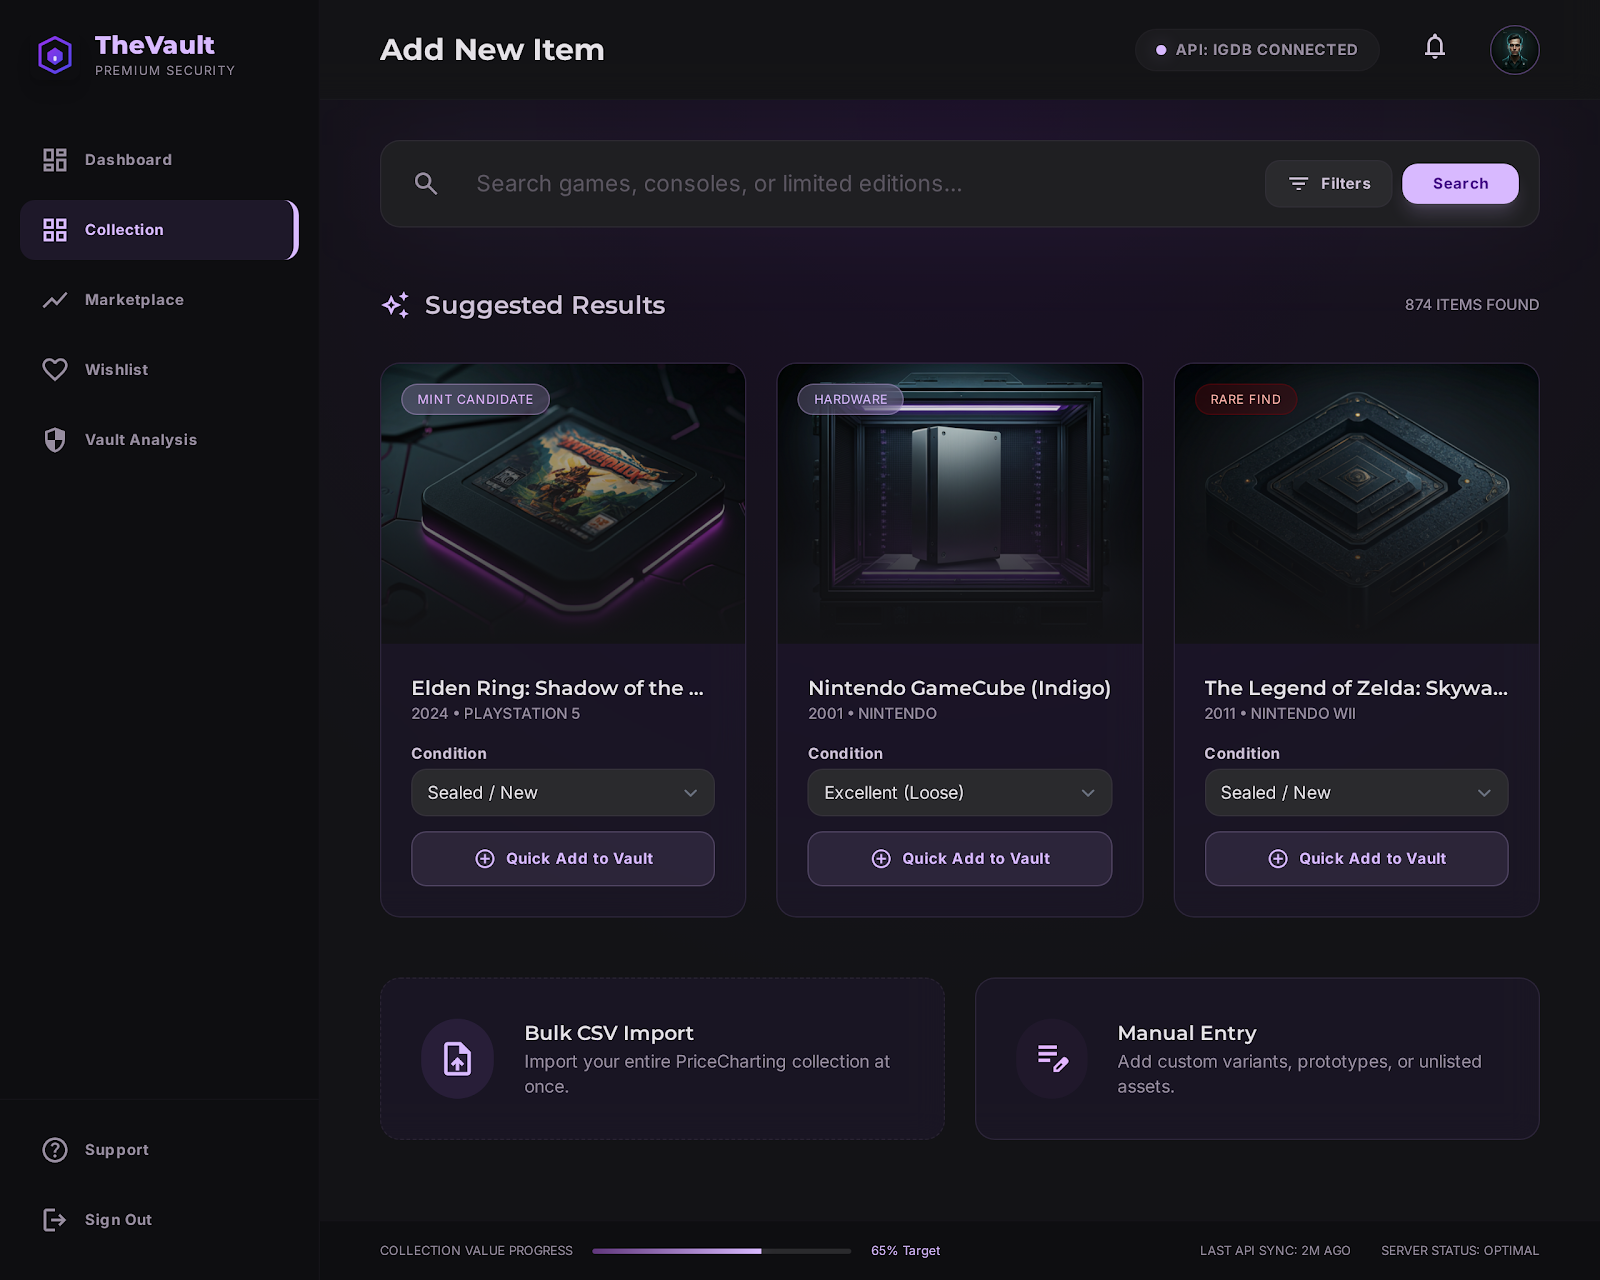 TheVault
PREMIUM SECURITY
Dashboard
Collection
Marketplace
Wishlist
Vault Analysis
Support
Sign Out
Add New Item
API: IGDB CONNECTED
Search games, consoles, or limited editions...
Filters
Search
Suggested Results
874 ITEMS FOUND
MINT CANDIDATE
Elden Ring: Shadow of the ...
2024 • PLAYSTATION 5
Condition
Sealed / New
Quick Add to Vault
HARDWARE
Nintendo GameCube (Indigo)
2001 • NINTENDO
Condition
Excellent (Loose)
Quick Add to Vault
RARE FIND
The Legend of Zelda: Skywa...
2011 • NINTENDO WII
Condition
Sealed / New
Quick Add to Vault
Bulk CSV Import
Import your entire PriceCharting collection at
once.
Manual Entry
Add custom variants, prototypes, or unlisted
assets.
COLLECTION VALUE PROGRESS
65% Target
LAST API SYNC: 2M AGO
SERVER STATUS: OPTIMAL